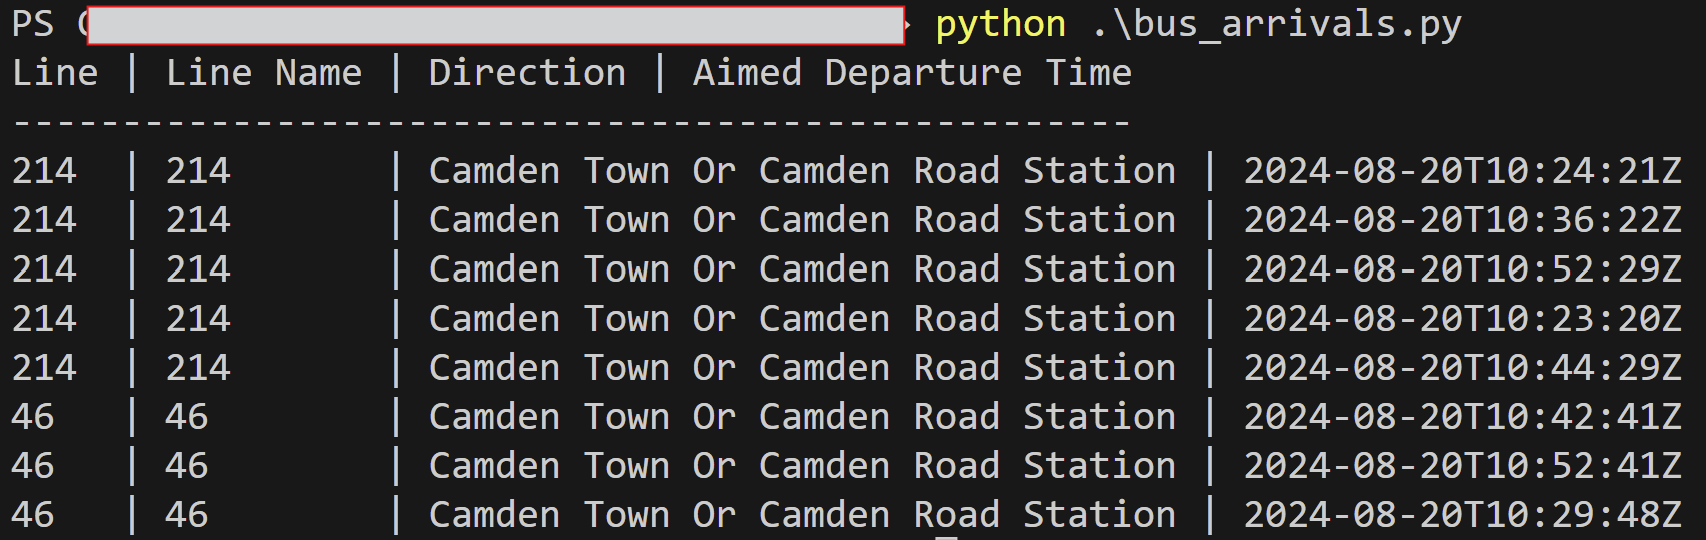 PS C python .\bus_arrivals.py
Line | Line Name | Direction | Aimed Departure Time
---------------------------------------------------
214  | 214       | Camden Town Or Camden Road Station | 2024-08-20T10:24:21Z
214  | 214       | Camden Town Or Camden Road Station | 2024-08-20T10:36:22Z
214  | 214       | Camden Town Or Camden Road Station | 2024-08-20T10:52:29Z
214  | 214       | Camden Town Or Camden Road Station | 2024-08-20T10:23:20Z
214  | 214       | Camden Town Or Camden Road Station | 2024-08-20T10:44:29Z
46   | 46        | Camden Town Or Camden Road Station | 2024-08-20T10:42:41Z
46   | 46        | Camden Town Or Camden Road Station | 2024-08-20T10:52:41Z
46   | 46        | Camden Town Or Camden Road Station | 2024-08-20T10:29:48Z